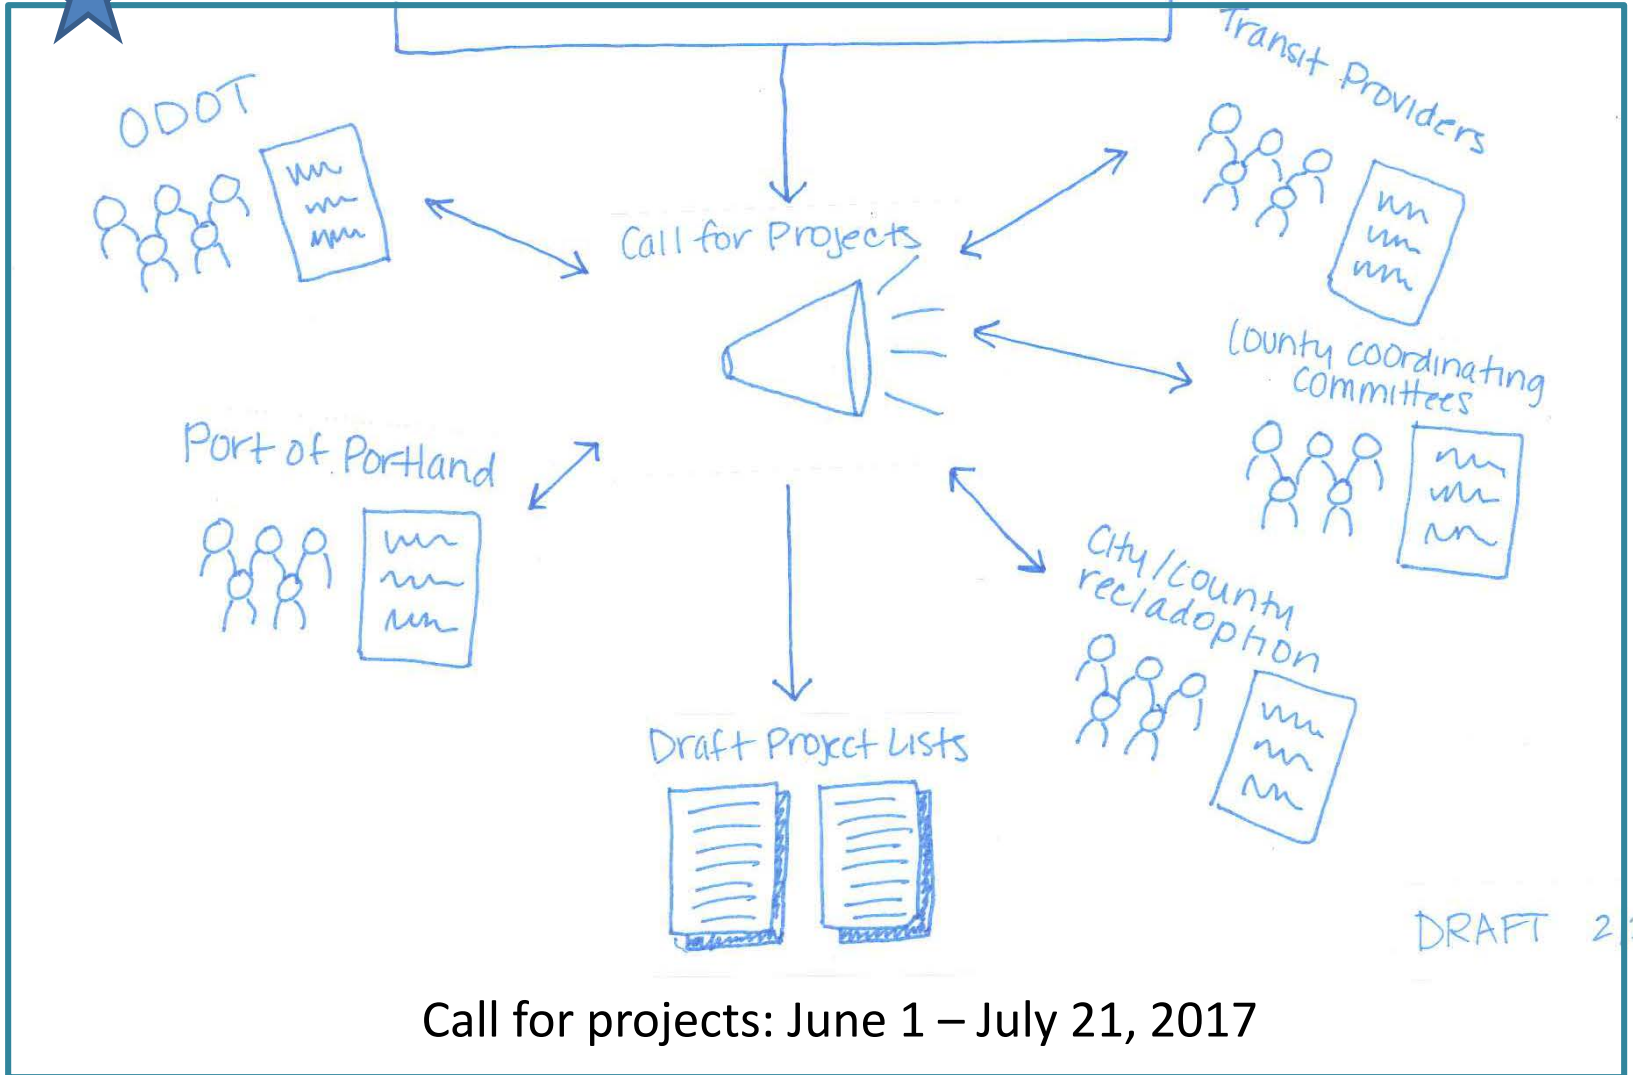 ODOT
Transit Providers
Call for Projects
County coordinating
committees
Port of Portland
City/County
rec/adoption
Draft Project Lists
DRAFT 2
Call for projects: June 1 – July 21, 2017